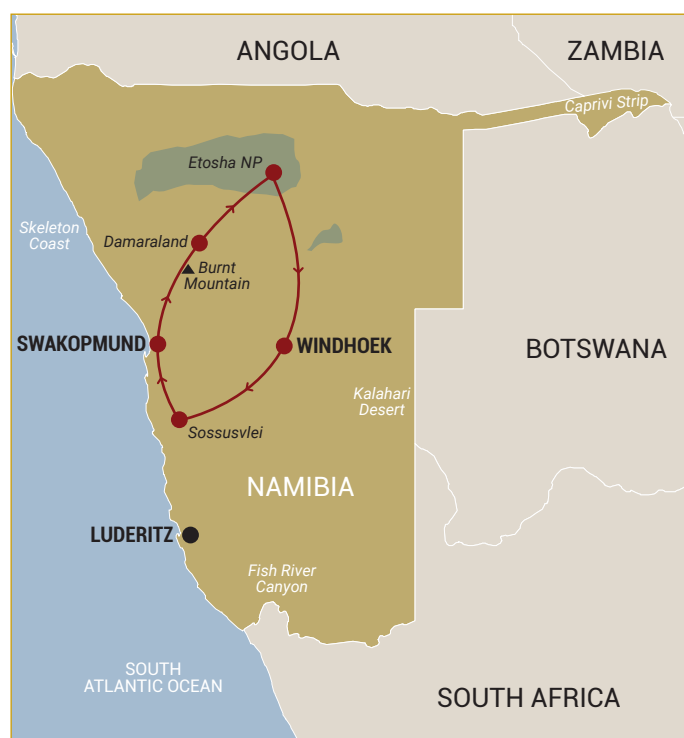 ANGOLA
ZAMBIA
Caprivi Strip
Etosha NP
Skeleton
Coast
Damaraland
Burnt
Mountain
SWAKOPMUND
WINDHOEK
BOTSWANA
Kalahari
Desert
Sossusvlei
NAMIBIA
LUDERITZ
Fish River
Canyon
SOUTH
ATLANTIC OCEAN
SOUTH AFRICA